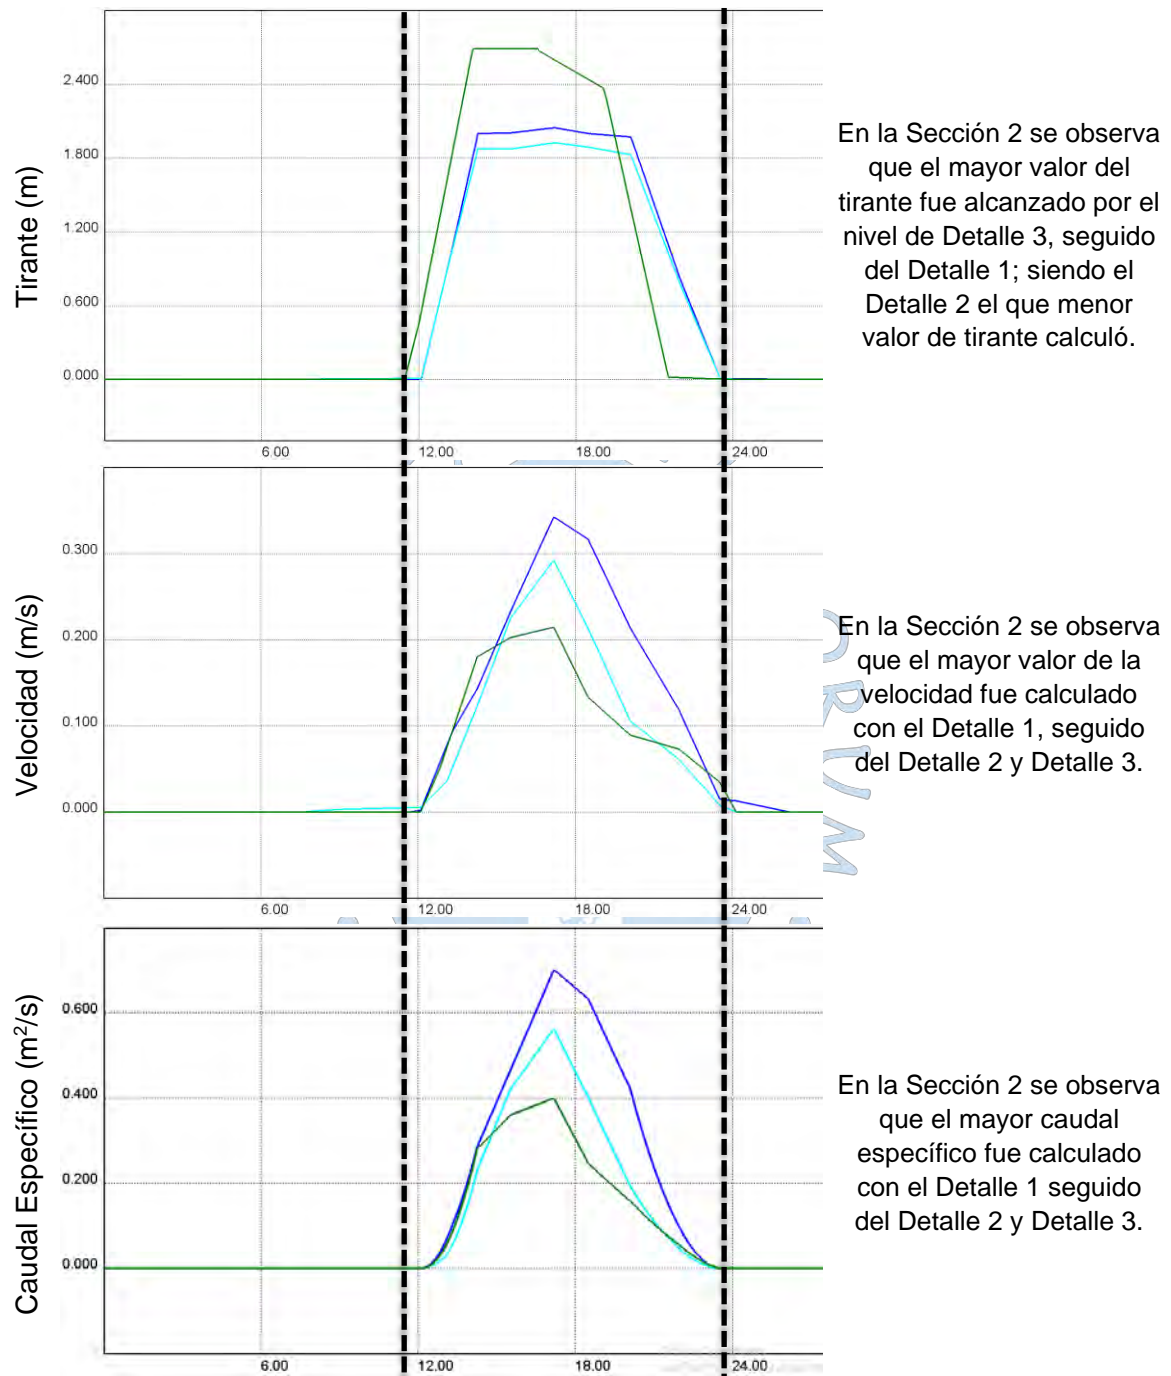 Tirante (m)
2.400
1.800
1.200
0.600
0.000
6.00 12.00 18.00 24.00
En la Sección 2 se observa
que el mayor valor del
tirante fue alcanzado por el
nivel de Detalle 3, seguido
del Detalle 1; siendo el
Detalle 2 el que menor
valor de tirante calculó.
Velocidad (m/s)
0.300
0.200
0.100
0.000
6.00 12.00 18.00 24.00
En la Sección 2 se observa
que el mayor valor de la
velocidad fue calculado
con el Detalle 1, seguido
del Detalle 2 y Detalle 3.
Caudal Específico (m²/s)
0.600
0.400
0.200
0.000
6.00 12.00 18.00 24.00
En la Sección 2 se observa
que el mayor caudal
específico fue calculado
con el Detalle 1 seguido
del Detalle 2 y Detalle 3.